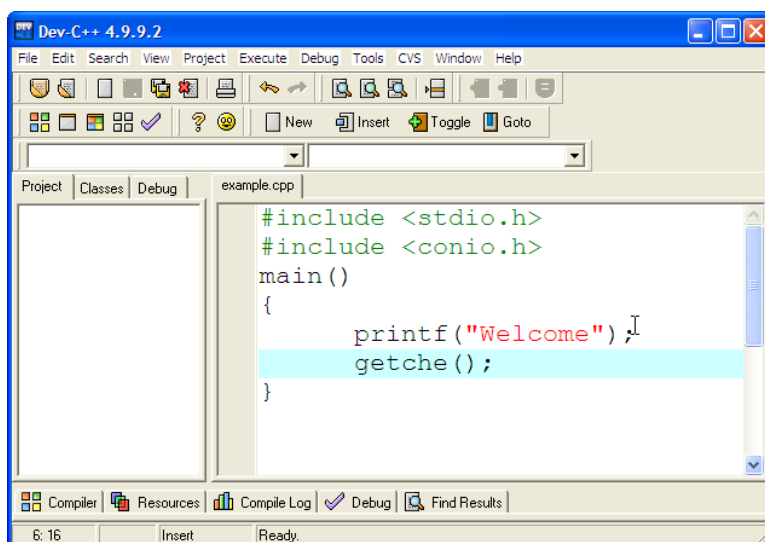 Dev-C++ 4.9.9.2
File Edit Search View Project Execute Debug Tools CVS Window Help
New Insert Toggle Goto
Project Classes Debug example.cpp
#include <stdio.h>
#include <conio.h>
main()
{
printf("Welcome");
getche();
}
Compiler Resources Compile Log Debug Find Results
6: 16 Insert Ready.